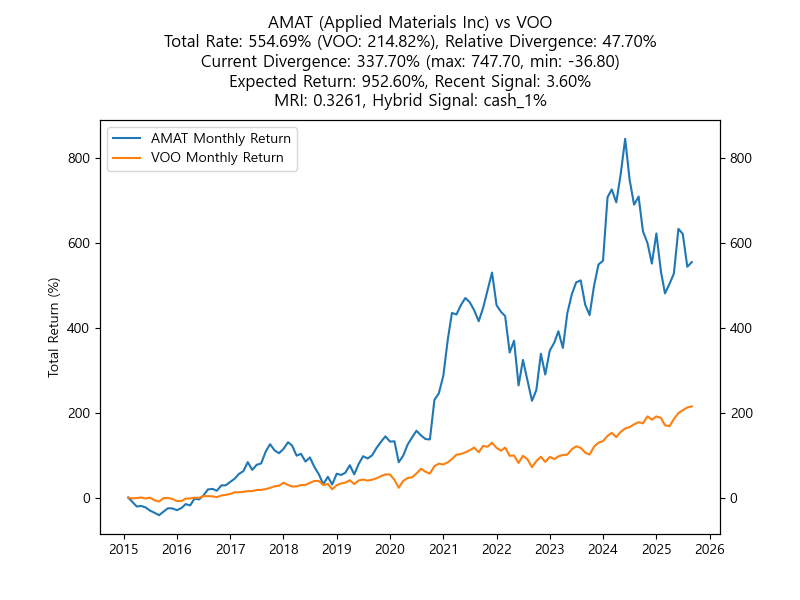 AMAT (Applied Materials Inc) vs VOO
Total Rate: 554.69% (VOO: 214.82%), Relative Divergence: 47.70%
Current Divergence: 337.70% (max: 747.70, min: -36.80)
Expected Return: 952.60%, Recent Signal: 3.60%
MRI: 0.3261, Hybrid Signal: cash_1%
AMAT Monthly Return
VOO Monthly Return
Total Return (%)
800
600
400
200
0
800
600
400
200
0
2015 2016 2017 2018 2019 2020 2021 2022 2023 2024 2025 2026